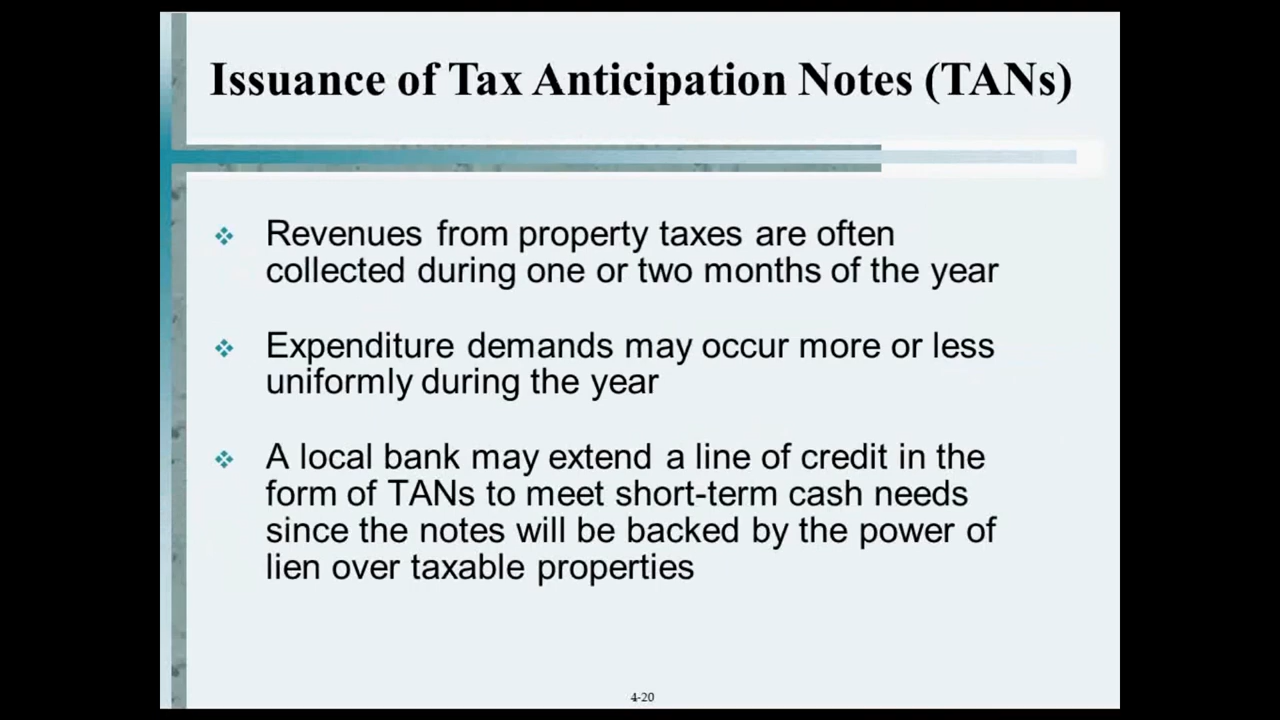 Issuance of Tax Anticipation Notes (TANs)
Revenues from property taxes are often
collected during one or two months of the year
Expenditure demands may occur more or less
uniformly during the year
A local bank may extend a line of credit in the
form of TANs to meet short-term cash needs
since the notes will be backed by the power of
lien over taxable properties
4-20